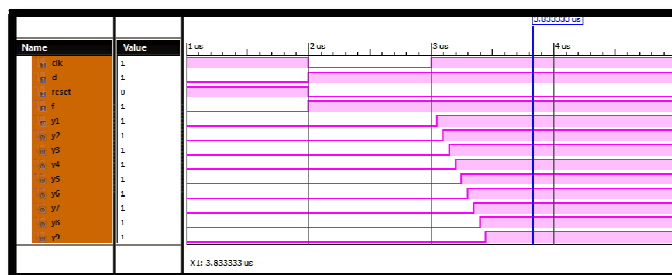 3.833333 us
Name Value 1 us 2 us 3 us 4 us
clk 1
d 1
reset 0
f 1
y1 1
y2 1
y3 1
y4 1
y5 1
y6 1
y7 1
y8 1
y9 1
X1: 3.833333 us